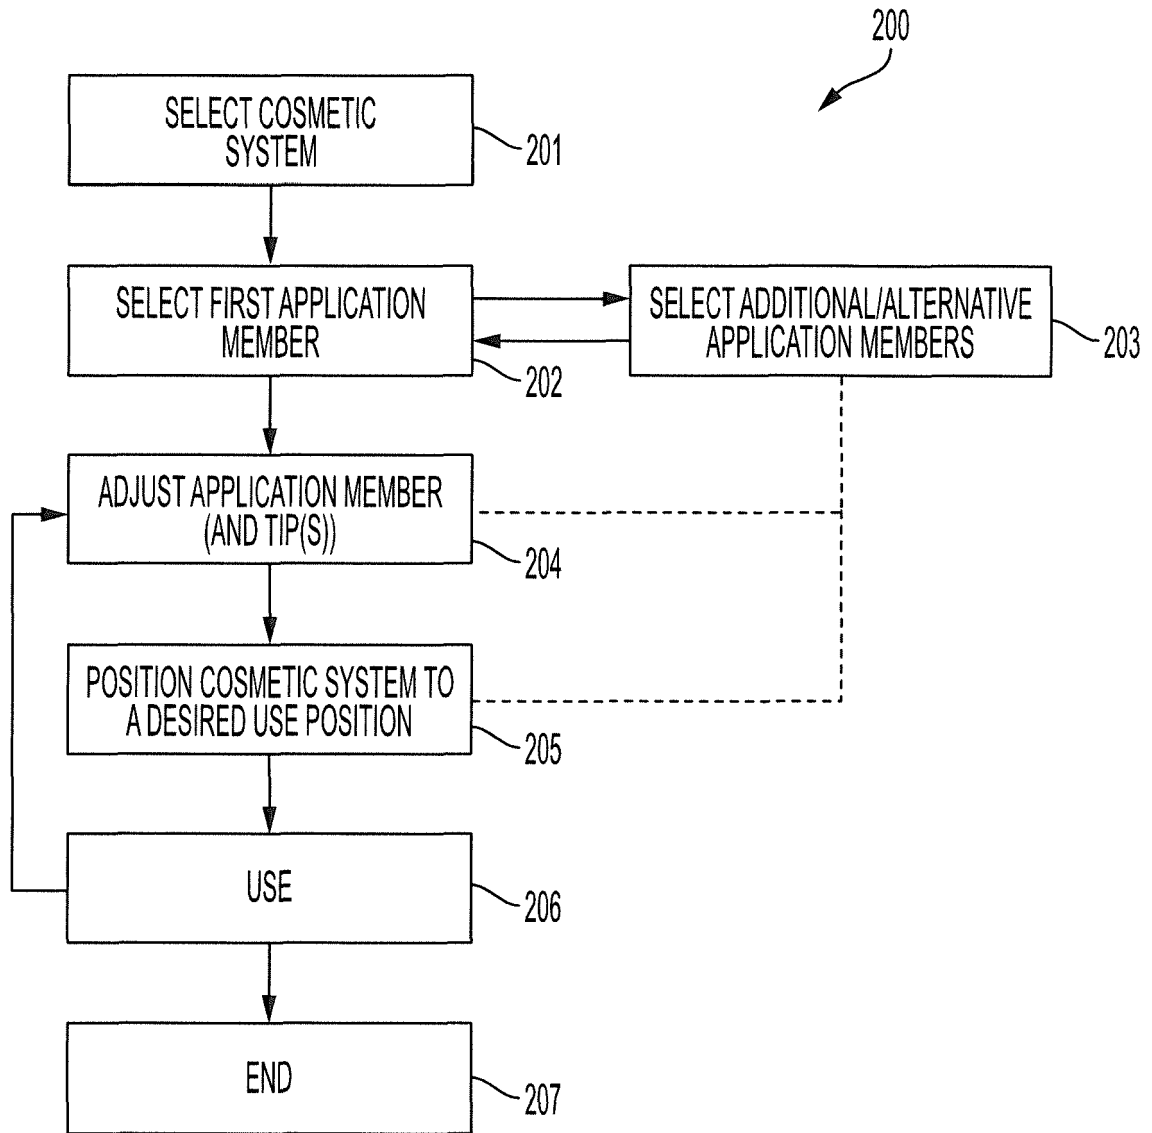 200
SELECT COSMETIC
SYSTEM
201
SELECT FIRST APPLICATION
MEMBER
202
SELECT ADDITIONAL/ALTERNATIVE
APPLICATION MEMBERS
203
ADJUST APPLICATION MEMBER
(AND TIP(S))
204
POSITION COSMETIC SYSTEM TO
A DESIRED USE POSITION
205
USE
206
END
207